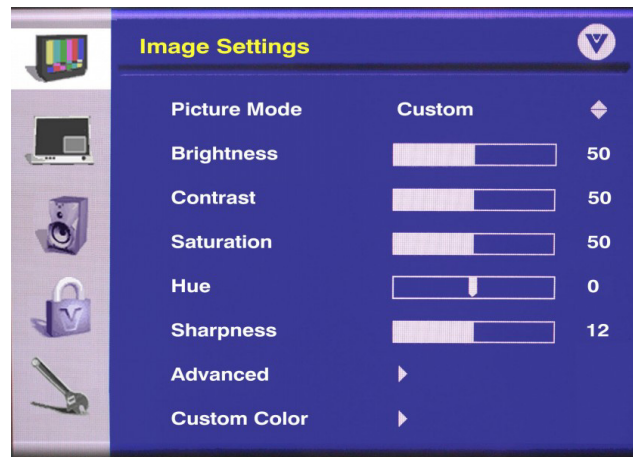 Image Settings
Picture Mode Custom
Brightness 50
Contrast 50
Saturation 50
Hue 0
Sharpness 12
Advanced
Custom Color